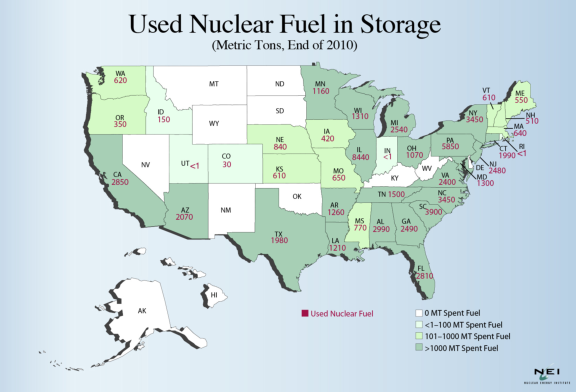 Used Nuclear Fuel in Storage
(Metric Tons, End of 2010)
WA
620
OR
350
ID
150
MT
ND
SD
WY
NV
UT <1
CO
30
CA
2850
AZ
2070
NM
NE
840
KS
610
OK
TX
1980
MN
1160
IA
420
MO
650
AR
1260
LA
1210
WI
1310
IL
8440
MI
2540
IN
<1
OH
1070
KY
WV
TN 1500
MS
770
AL
2990
GA
2490
FL
2810
SC
3900
NC
3450
VA
2400
PA
5850
NY
3450
VT
610
ME
550
NH
510
MA
640
CT
1990
RI
<1
NJ
2480
DE
MD
1300
AK
HI
Used Nuclear Fuel
0 MT Spent Fuel
<1–100 MT Spent Fuel
101–1000 MT Spent Fuel
>1000 MT Spent Fuel
NEI
NUCLEAR ENERGY INSTITUTE